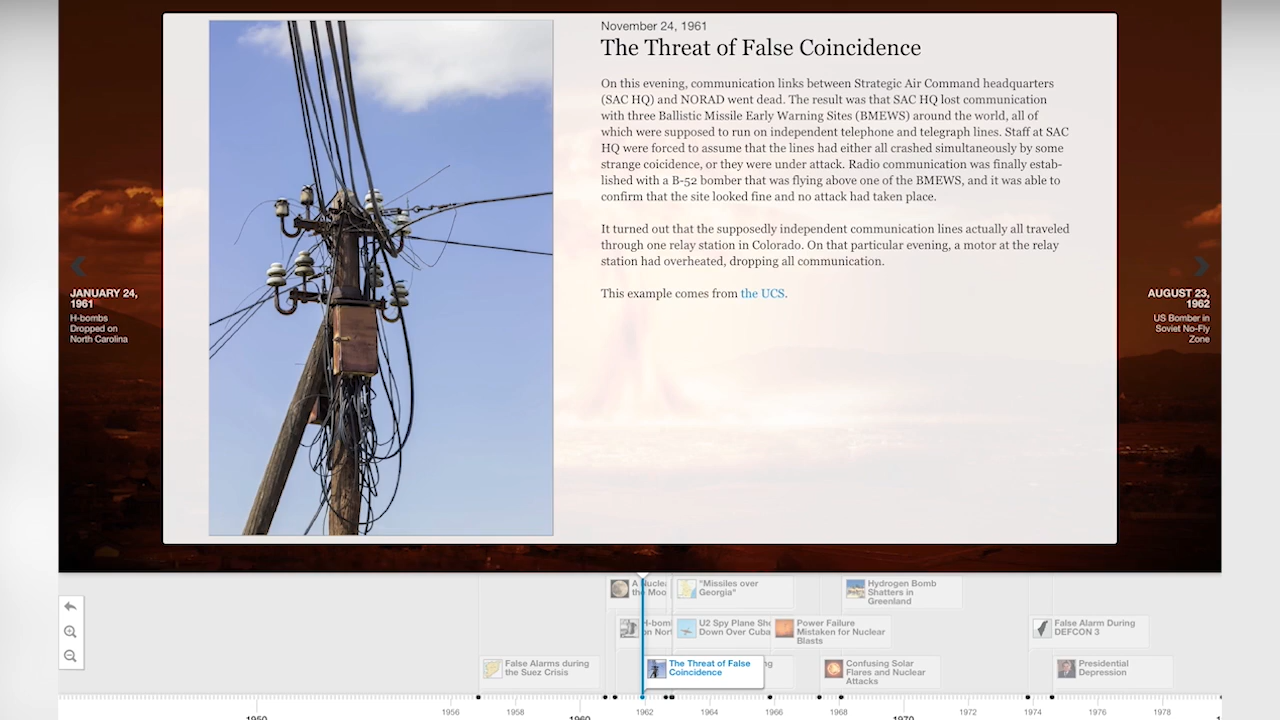 November 24, 1961
The Threat of False Coincidence
On this evening, communication links between Strategic Air Command headquarters
(SAC HQ) and NORAD went dead. The result was that SAC HQ lost communication
with three Ballistic Missile Early Warning Sites (BMEWS) around the world, all of
which were supposed to run on independent telephone and telegraph lines. Staff at SAC
HQ were forced to assume that the lines had either all crashed simultaneously by some
strange coicidence, or they were under attack. Radio communication was finally estab-
lished with a B-52 bomber that was flying above one of the BMEWS, and it was able to
confirm that the site looked fine and no attack had taken place.
It turned out that the supposedly independent communication lines actually all traveled
through one relay station in Colorado. On that particular evening, a motor at the relay
station had overheated, dropping all communication.
This example comes from the UCS.
JANUARY 24,
1961
H-bombs
Dropped on
North Carolina
AUGUST 23,
1962
US Bomber in
Soviet No-Fly
Zone
A Nuclea
the Moo
"Missiles over
Georgia"
Hydrogen Bomb
Shatters in
Greenland
H-bom
on Nort
U2 Spy Plane Sho
Down Over Cuba
Power Failure
Mistaken for Nuclear
Blasts
False Alarm During
DEFCON 3
False Alarms during
the Suez Crisis
The Threat of False
Coincidence
Confusing Solar
Flares and Nuclear
Attacks
Presidential
Depression
1950 1956 1958 1960 1962 1964 1966 1968 1970 1972 1974 1976 1978